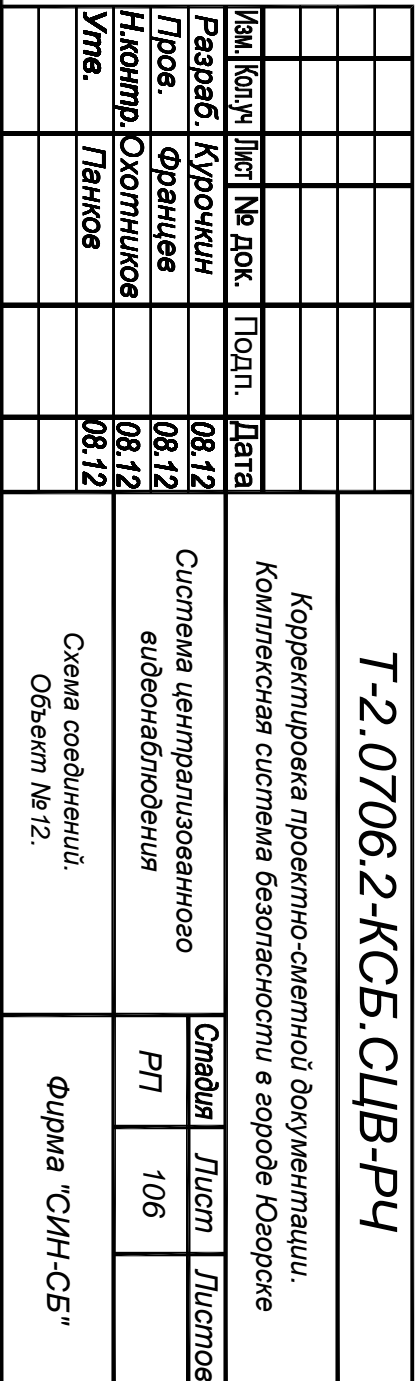 Т-2.0706.2-КСБ.СЦВ-РЧ
Корректировка проектно-сметной документации.
Комплексная система безопасности в городе Югорске
Изм. Кол.уч Лист № док. Подп. Дата
Разраб. Курочкин 08.12
Пров. Францев 08.12
Н.контр. Охотников 08.12
Утв. Панков 08.12
Система централизованного
видеонаблюдения
Стадия Лист Листов
РП 106
Схема соединений.
Объект №12.
Фирма "СИН-СБ"